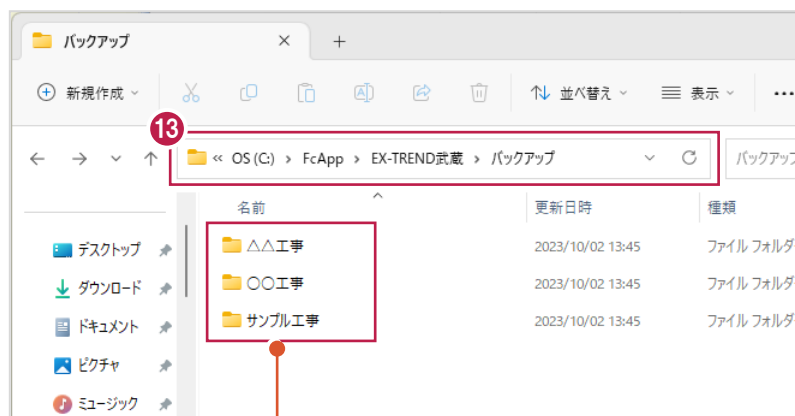 バックアップ
新規作成
並べ替え
表示
13
« OS (C:) › FcApp › EX-TREND武蔵 › バックアップ
バックアップ
名前
更新日時
種類
デスクトップ
△△工事
2023/10/02 13:45
ファイル フォルダ
ダウンロード
○○工事
2023/10/02 13:45
ファイル フォルダ
ドキュメント
サンプル工事
2023/10/02 13:45
ファイル フォルダ
ピクチャ
ミュージック